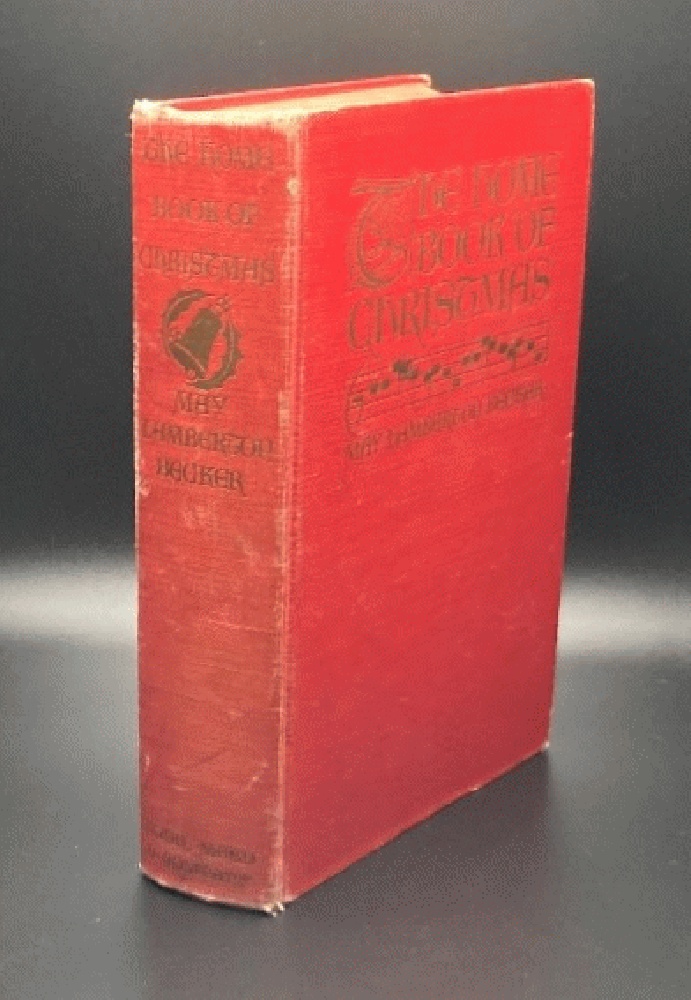 THE HOME
BOOK OF
CHRISTMAS
MAY
LAMBERTON
BECKER
THE HOME
BOOK OF
CHRISTMAS
MAY LAMBERTON BECKER